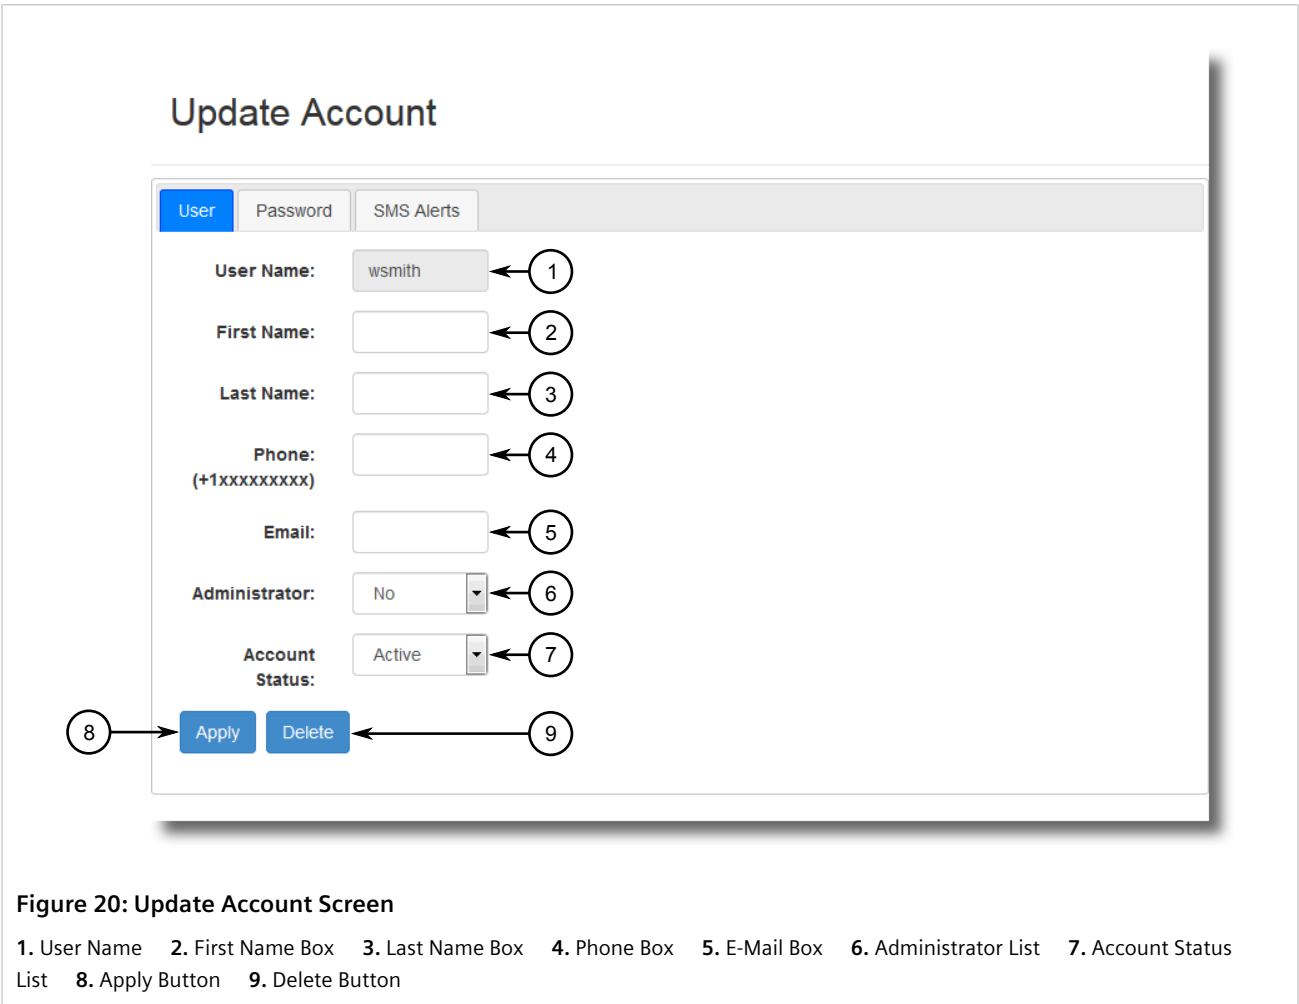 Update Account
User Password SMS Alerts
User Name: wsmith 1
First Name: 2
Last Name: 3
Phone: 4
(+1xxxxxxxxx)
Email: 5
Administrator: No 6
Account Active 7
Status:
8 Apply Delete 9
Figure 20: Update Account Screen
1. User Name 2. First Name Box 3. Last Name Box 4. Phone Box 5. E-Mail Box 6. Administrator List 7. Account Status
List 8. Apply Button 9. Delete Button